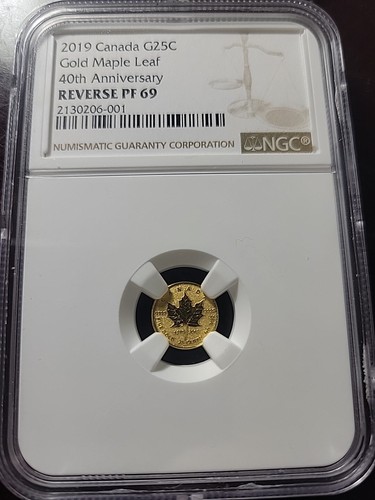 2019 Canada G25C
Gold Maple Leaf
40th Anniversary
REVERSE PF 69
2130206-001
NUMISMATIC GUARANTY CORPORATION
NGC®